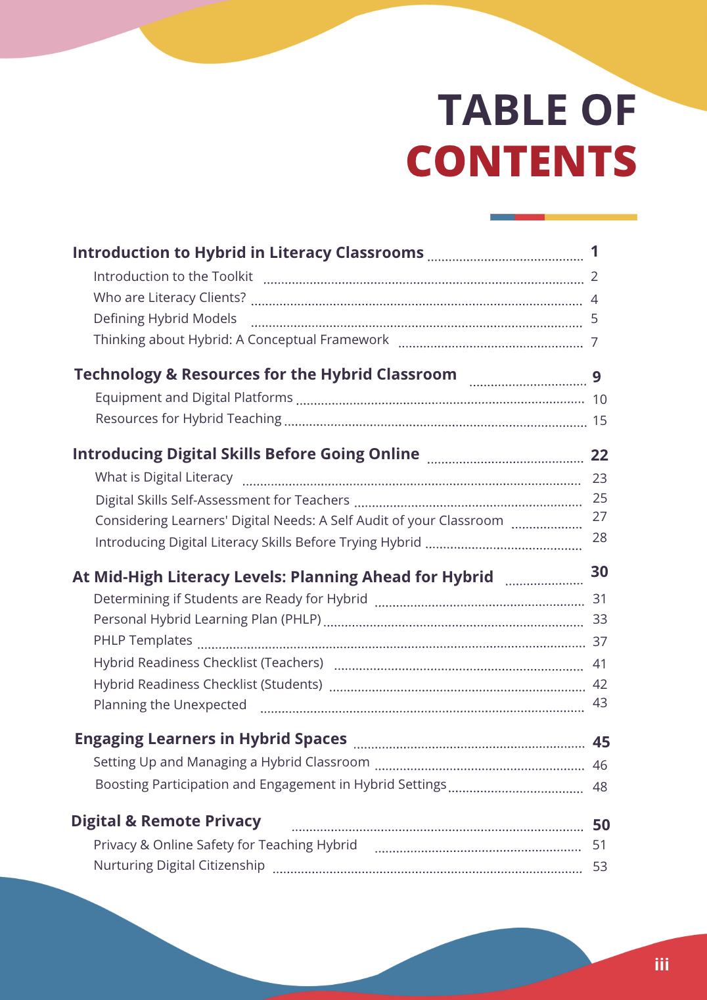 TABLE OF
CONTENTS
Introduction to Hybrid in Literacy Classrooms 1
Introduction to the Toolkit 2
Who are Literacy Clients? 4
Defining Hybrid Models 5
Thinking about Hybrid: A Conceptual Framework 7
Technology & Resources for the Hybrid Classroom 9
Equipment and Digital Platforms 10
Resources for Hybrid Teaching 15
Introducing Digital Skills Before Going Online 22
What is Digital Literacy 23
Digital Skills Self-Assessment for Teachers 25
Considering Learners' Digital Needs: A Self Audit of your Classroom 27
Introducing Digital Literacy Skills Before Trying Hybrid 28
At Mid-High Literacy Levels: Planning Ahead for Hybrid 30
Determining if Students are Ready for Hybrid 31
Personal Hybrid Learning Plan (PHLP) 33
PHLP Templates 37
Hybrid Readiness Checklist (Teachers) 41
Hybrid Readiness Checklist (Students) 42
Planning the Unexpected 43
Engaging Learners in Hybrid Spaces 45
Setting Up and Managing a Hybrid Classroom 46
Boosting Participation and Engagement in Hybrid Settings 48
Digital & Remote Privacy 50
Privacy & Online Safety for Teaching Hybrid 51
Nurturing Digital Citizenship 53
iii